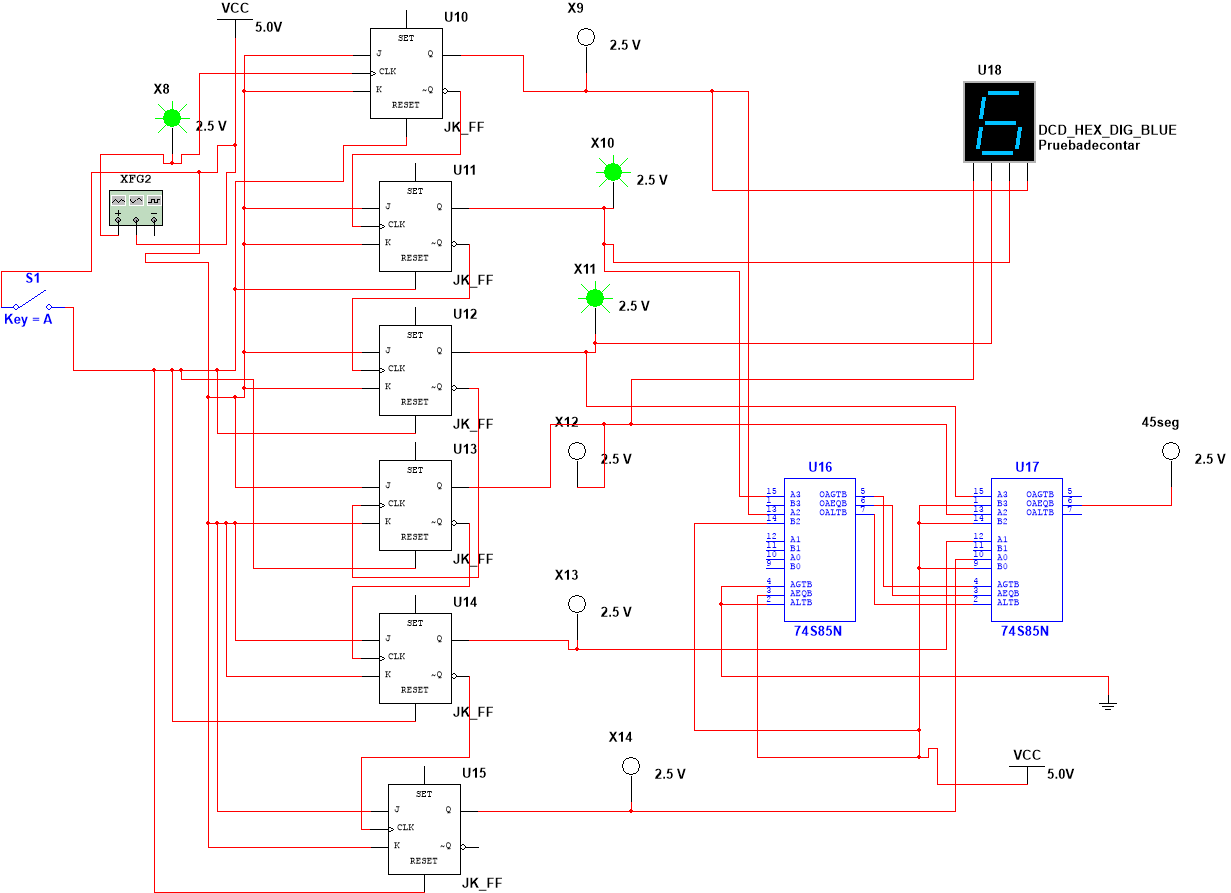 VCC
5.0V
X8
2.5 V
XFG2
S1
Key = A
U10
SET
J
Q
CLK
K
~Q
RESET
JK_FF
U11
SET
J
Q
CLK
K
~Q
RESET
JK_FF
U12
SET
J
Q
CLK
K
~Q
RESET
JK_FF
U13
SET
J
Q
CLK
K
~Q
RESET
JK_FF
U14
SET
J
Q
CLK
K
~Q
RESET
JK_FF
U15
SET
J
Q
CLK
K
~Q
RESET
JK_FF
X9
2.5 V
X10
2.5 V
X11
2.5 V
X12
2.5 V
X13
2.5 V
X14
2.5 V
U18
6
DCD_HEX_DIG_BLUE
Pruebadecontar
U16
15 A3 OAGTB 5
1 B3 OAEQB 6
13 A2 OALTB 7
14 B2
12 A1
11 B1
10 A0
9 B0
4 AGTB
3 AEQB
2 ALTB
74S85N
U17
15 A3 OAGTB 5
1 B3 OAEQB 6
13 A2 OALTB 7
14 B2
12 A1
11 B1
10 A0
9 B0
4 AGTB
3 AEQB
2 ALTB
74S85N
45seg
2.5 V
VCC
5.0V